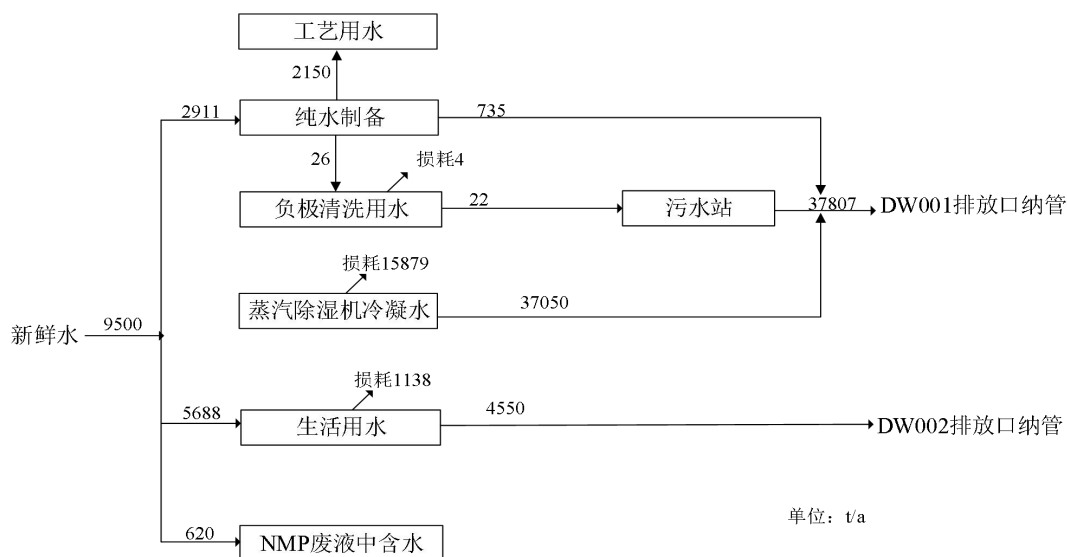 工艺用水
2150
2911
纯水制备
735
26
损耗4
负极清洗用水
22
污水站
37807
DW001排放口纳管
损耗15879
蒸汽除湿机冷凝水
37050
新鲜水
9500
损耗1138
5688
生活用水
4550
DW002排放口纳管
620
NMP废液中含水
单位：t/a